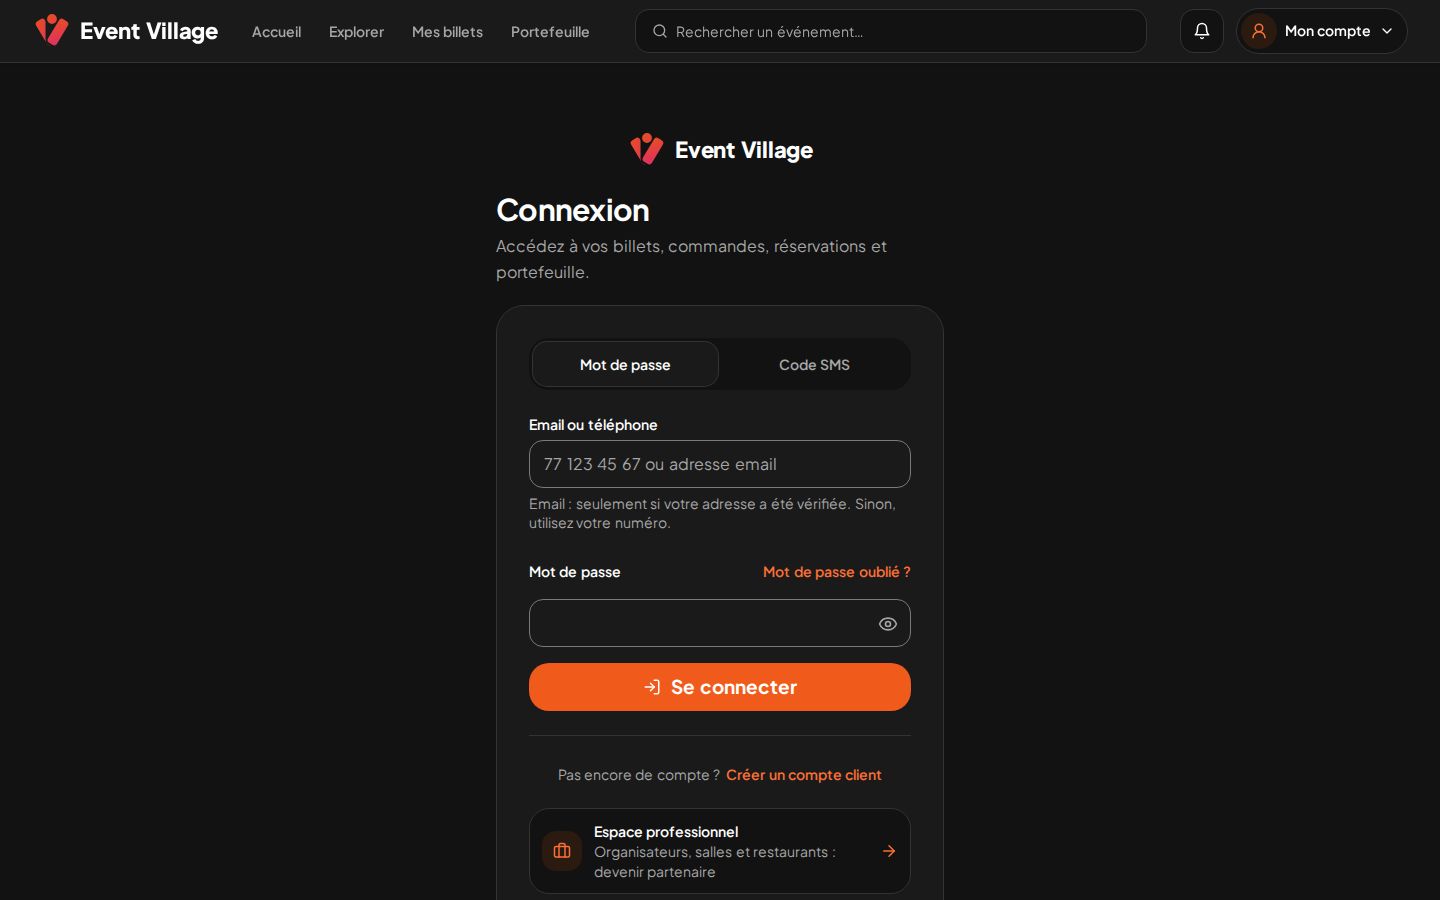 Event Village
Accueil
Explorer
Mes billets
Portefeuille
Rechercher un événement...
Mon compte
Event Village
Connexion
Accédez à vos billets, commandes, réservations et
portefeuille.
Mot de passe
Code SMS
Email ou téléphone
77 123 45 67 ou adresse email
Email : seulement si votre adresse a été vérifiée. Sinon,
utilisez votre numéro.
Mot de passe
Mot de passe oublié ?
Se connecter
Pas encore de compte ? Créer un compte client
Espace professionnel
Organisateurs, salles et restaurants :
devenir partenaire